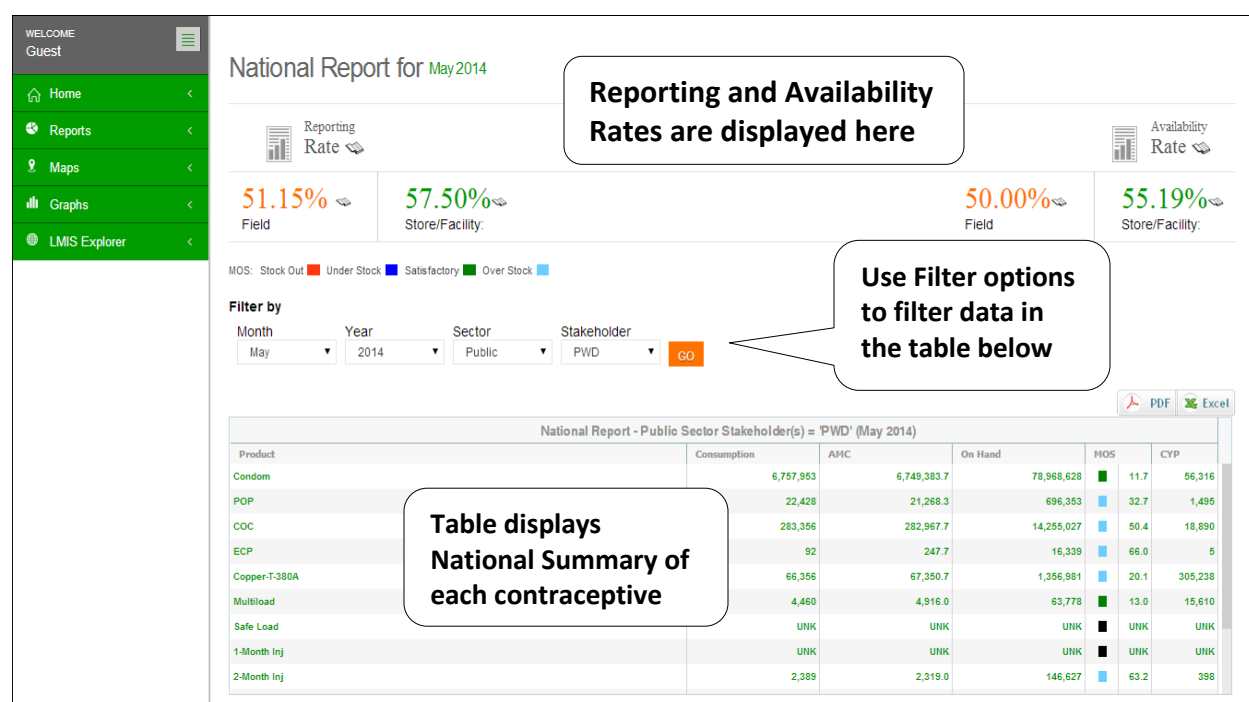 WELCOME
Guest
Home
Reports
Maps
Graphs
LMIS Explorer
National Report for May 2014
Reporting and Availability
Rates are displayed here
Reporting
Rate
Availability
Rate
51.15% 57.50% 50.00% 55.19%
Field Store/Facility: Field Store/Facility:
MOS: Stock Out Under Stock Satisfactory Over Stock
Use Filter options
to filter data in
the table below
Filter by
Month Year Sector Stakeholder
May 2014 Public PWD GO
PDF Excel
National Report - Public Sector Stakeholder(s) = 'PWD' (May 2014)
Product Consumption AMC On Hand MOS CYP
Condom 6,757,953 6,749,383.7 78,968,628 11.7 56,316
POP 22,428 21,268.3 696,353 32.7 1,495
COC 283,356 282,967.7 14,255,027 50.4 18,890
ECP 92 247.7 16,339 66.0 5
Copper-T-380A 66,356 67,350.7 1,356,981 20.1 305,238
Multiload 4,460 4,916.0 63,778 13.0 15,610
Safe Load UNK UNK UNK UNK UNK
1-Month Inj UNK UNK UNK UNK UNK
2-Month Inj 2,389 2,319.0 146,627 63.2 398
Table displays
National Summary of
each contraceptive